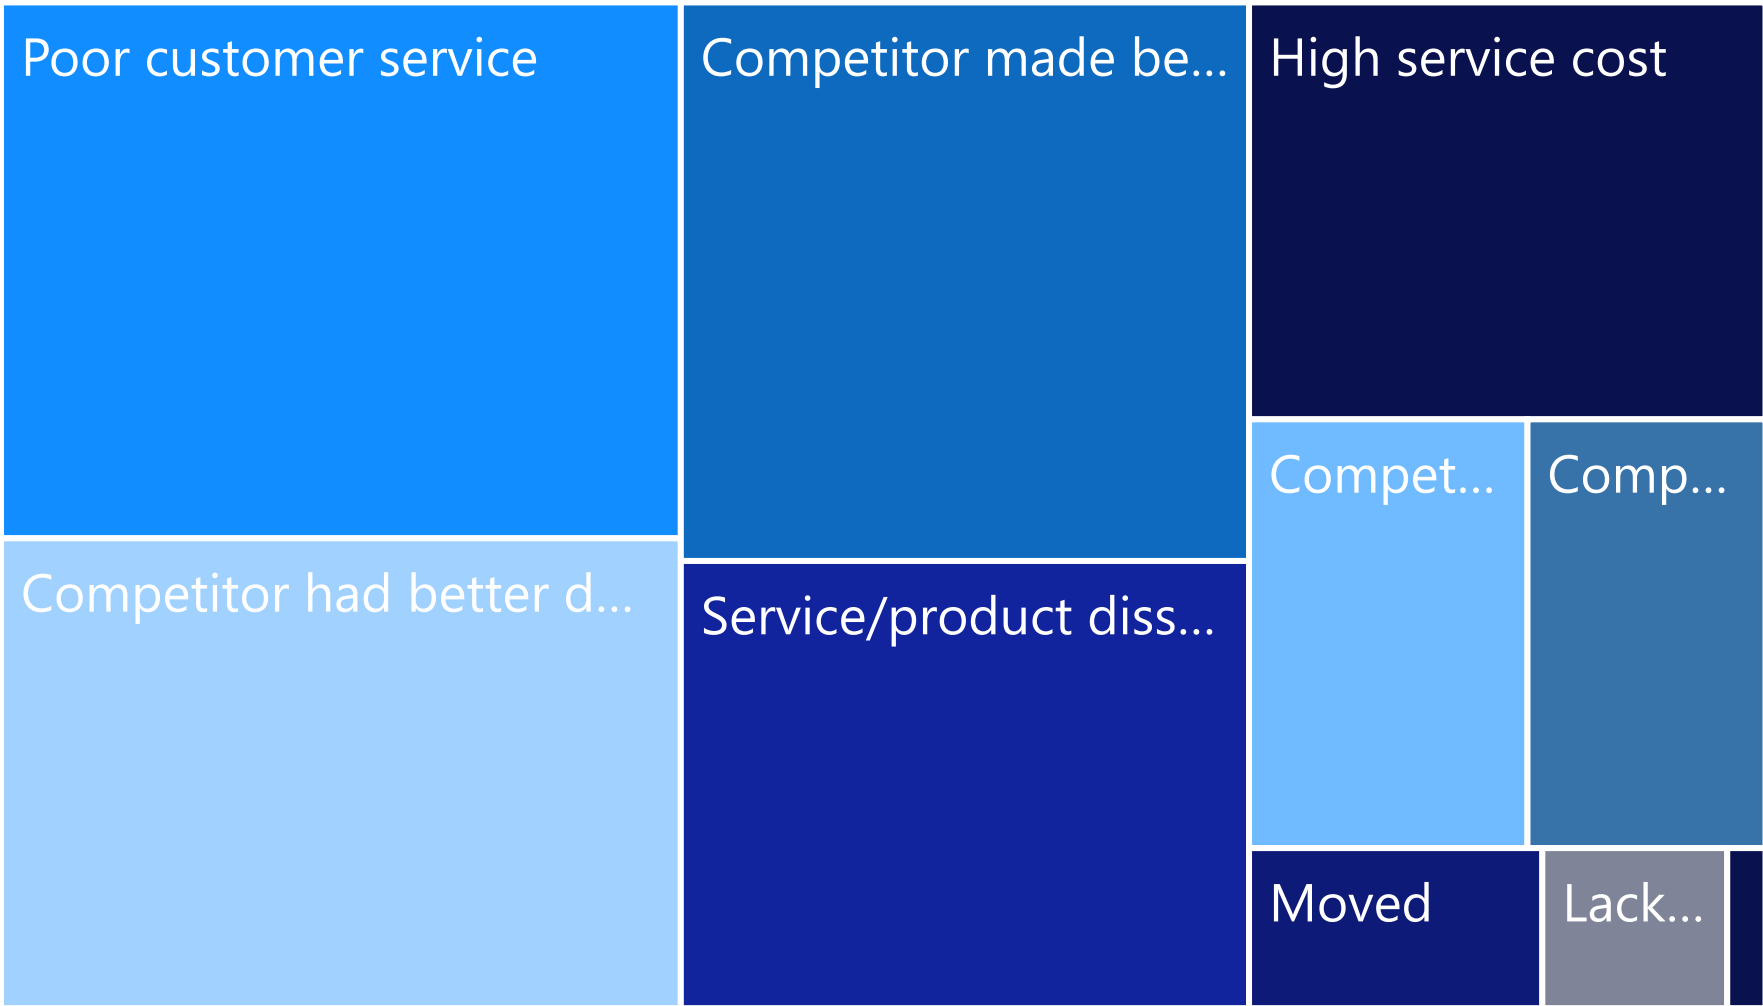 Poor customer service
Competitor had better d...
Competitor made be...
Service/product diss...
High service cost
Compet...
Comp...
Moved
Lack...